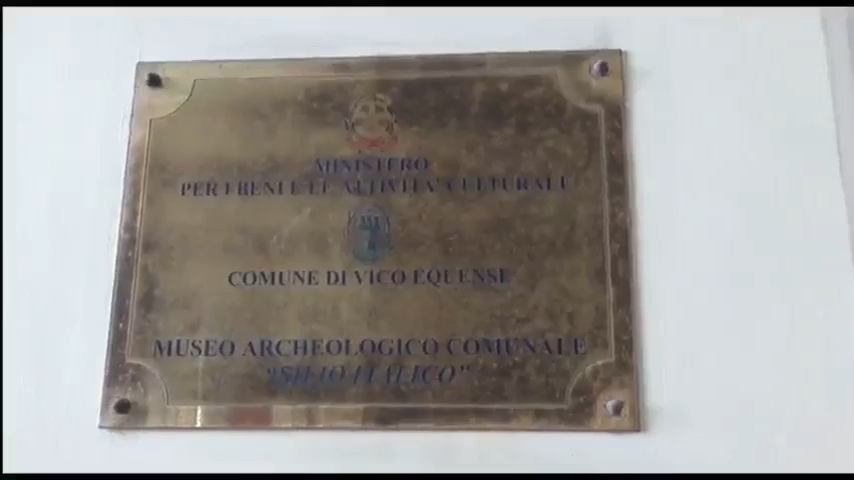 MINISTERO
PER I BENI E LE ATTIVITA' CULTURALI
COMUNE DI VICO EQUENSE
MUSEO ARCHEOLOGICO COMUNALE
"SILIO ITALICO"